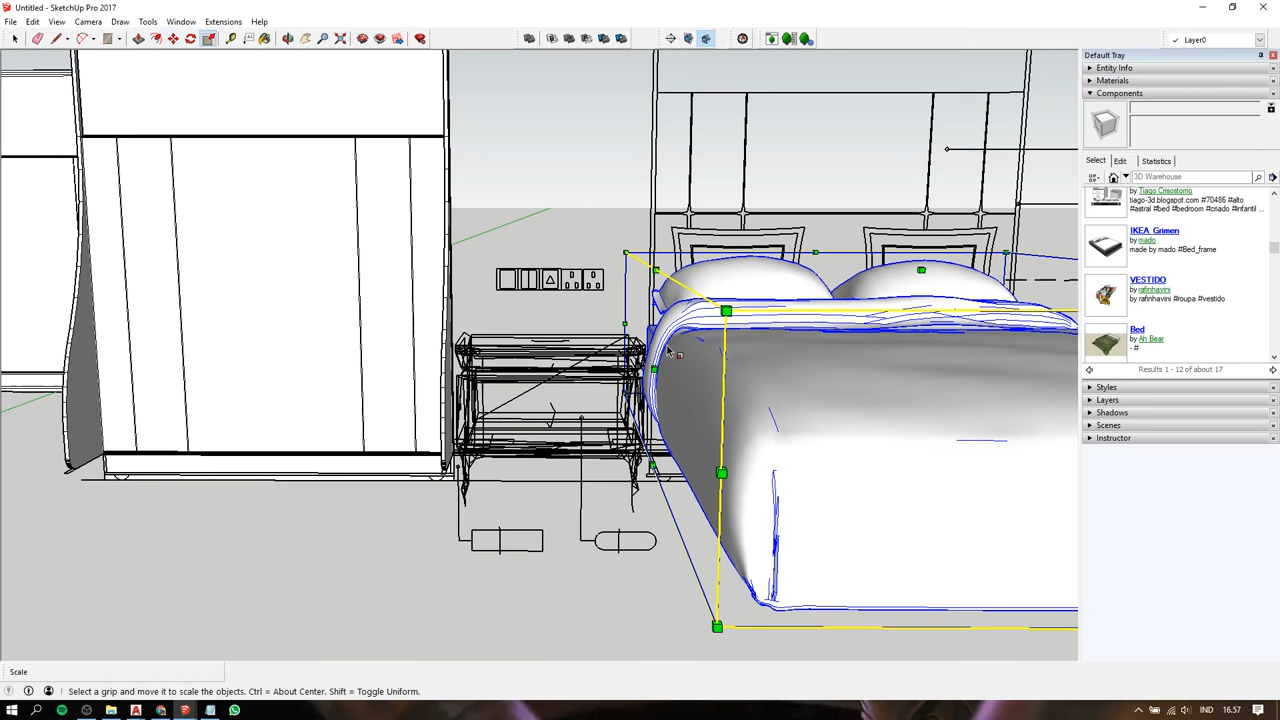 Untitled - SketchUp Pro 2017
File Edit View Camera Draw Tools Window Extensions Help
Layer0
Default Tray
Entity Info
Materials
Components
Select Edit Statistics
3D Warehouse
by Tiago Crisostomo
tiago-3d.blogspot.com #70486 #alto
#astral #bed #bedroom #criado #infantil ...
IKEA Grimen
by mado
made by mado #Bed_frame
VESTIDO
by rafinhavini
#roupa #vestido
Bed
by Ah Bear
- #
Results 1 - 12 of about 17
Styles
Layers
Shadows
Scenes
Instructor
Scale
Select a grip and move it to scale the objects. Ctrl = About Center. Shift = Toggle Uniform.
IND 16.57